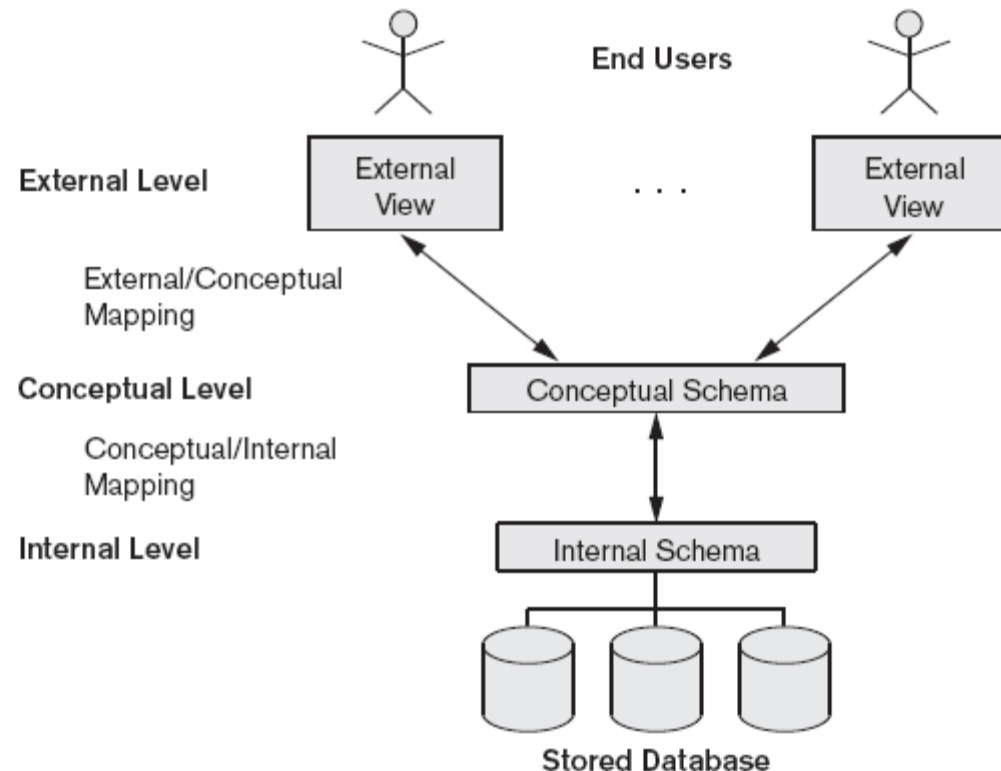 End Users
External
View
. . .
External
View
External Level
External/Conceptual
Mapping
Conceptual Level
Conceptual Schema
Conceptual/Internal
Mapping
Internal Level
Internal Schema
Stored Database